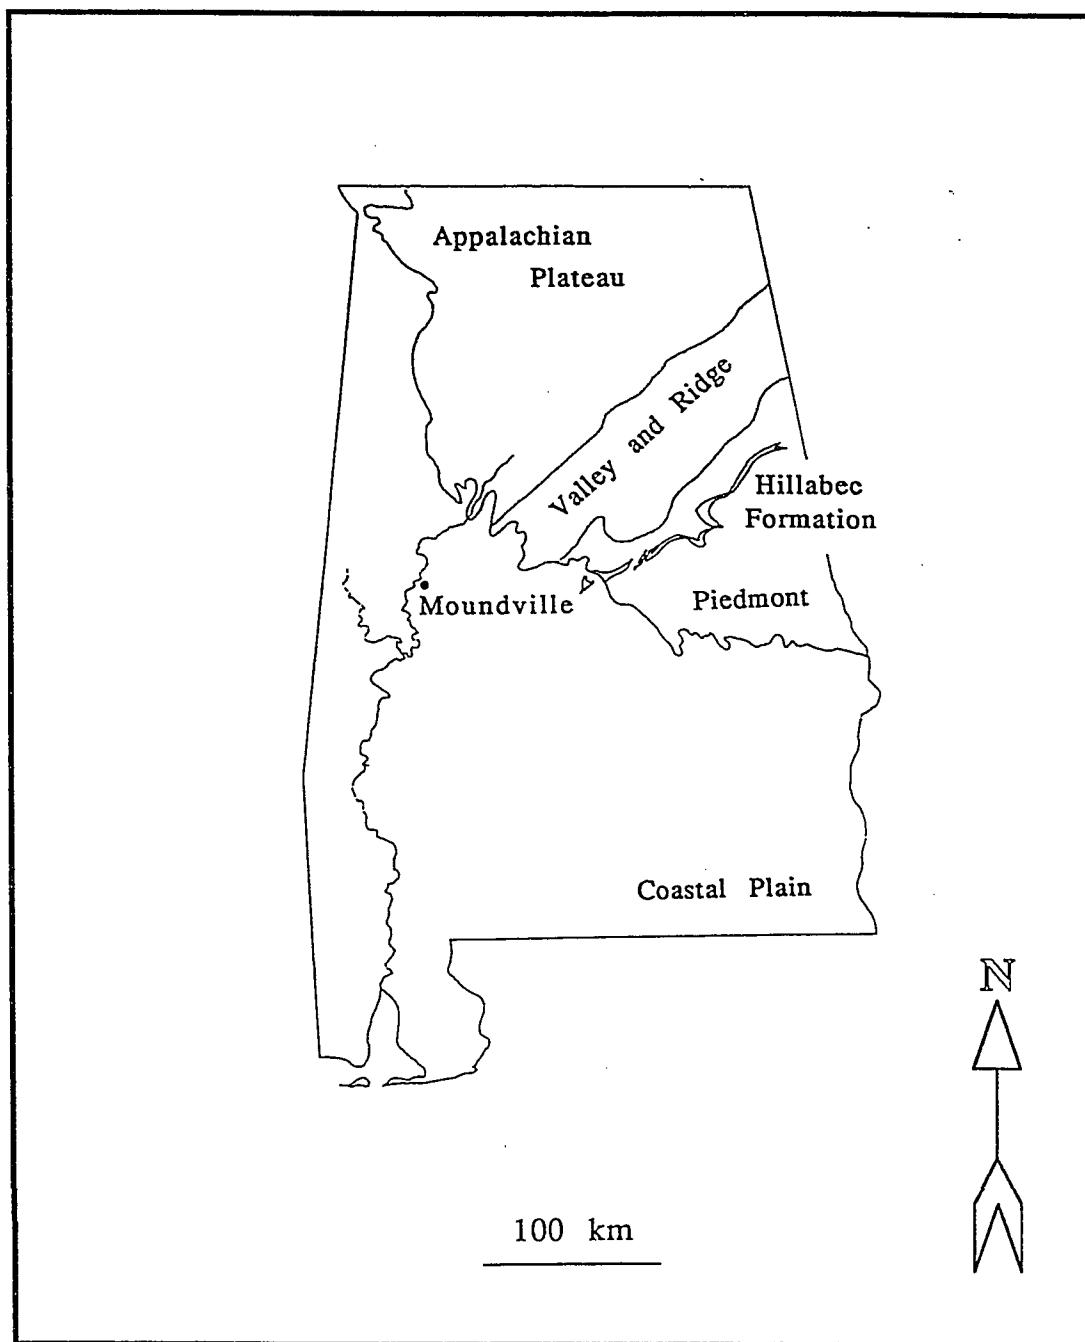 Appalachian
Plateau
Valley and Ridge
Hillabec
Formation
Moundville
Piedmont
Coastal Plain
N
100 km